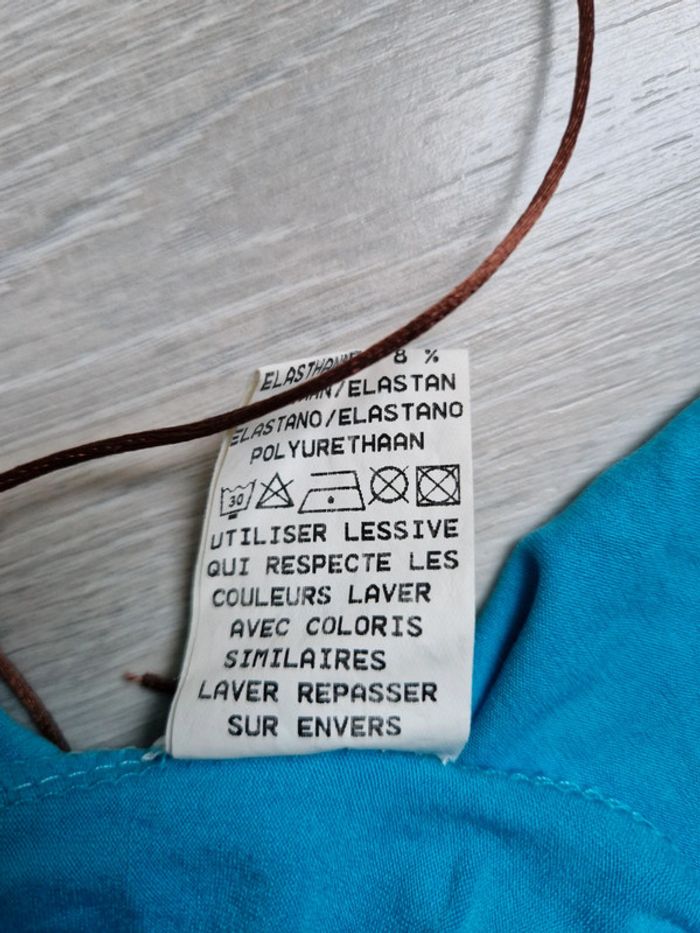 ELASTHANNE 8 %
/ELASTAN
ELASTANO/ELASTANO
POLYURETHAAN
30
UTILISER LESSIVE
QUI RESPECTE LES
COULEURS LAVER
AVEC COLORIS
SIMILAIRES
LAVER REPASSER
SUR ENVERS